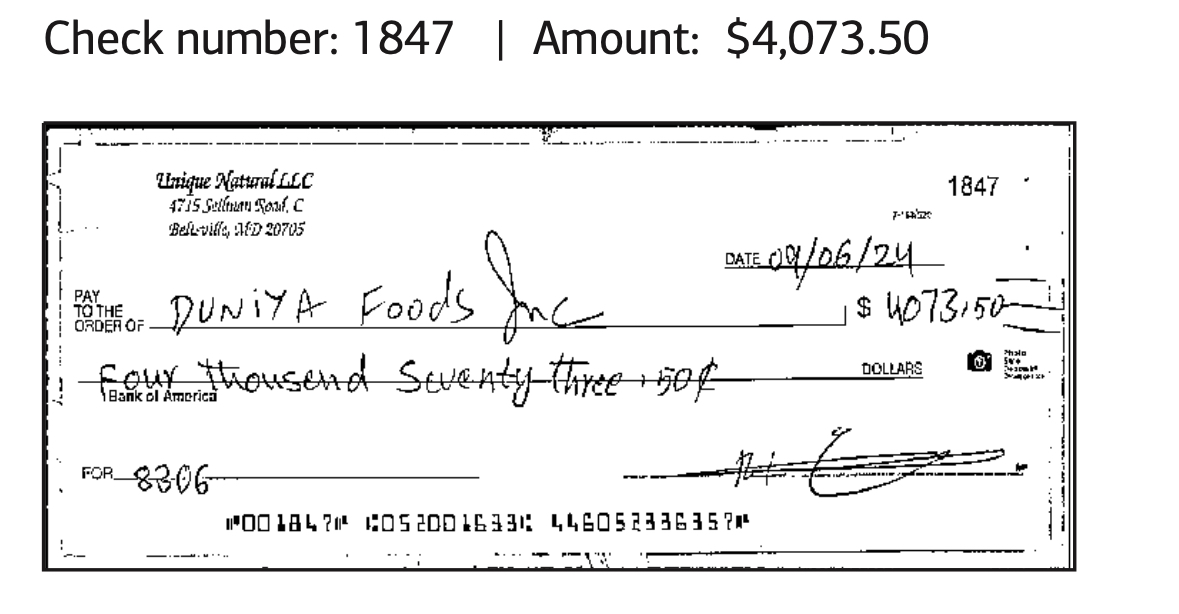 Check number: 1847 | Amount: $4,073.50
Unique Natural LLC
1847
4715 Sellman Road, C
Beltsville, MD 20705
DATE 09/06/24
PAY
TO THE
ORDER OF DUNiYA Foods Inc $ 4073.50
Four thousend Seventy three . 50¢ DOLLARS
Bank of America
FOR 8306
⑈001847⑈ ⑆052001633⑆ 446052336357⑈